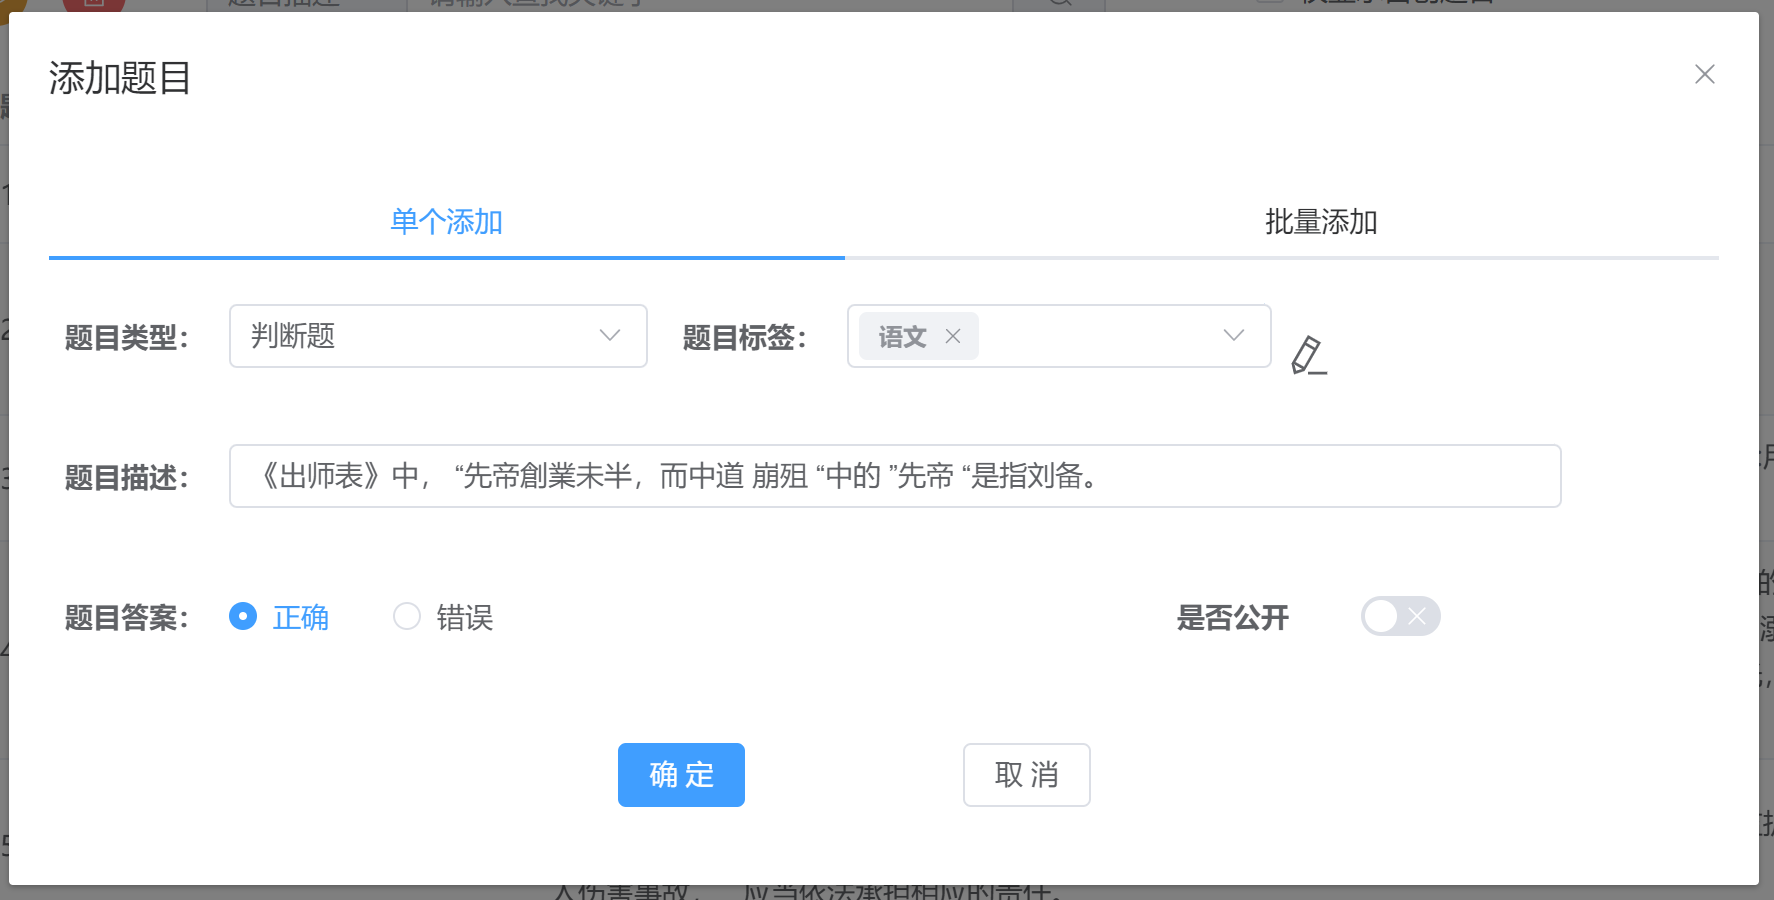 添加题目
单个添加 批量添加
题目类型： 判断题 题目标签： 语文
题目描述： 《出师表》中， “先帝創業未半，而中道 崩殂 “中的 ”先帝 “是指刘备。
题目答案： 正确 错误 是否公开
确 定 取 消